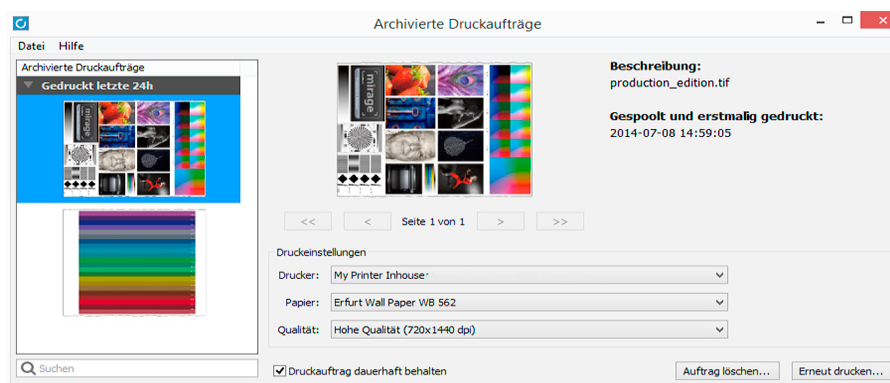 Archivierte Druckaufträge
Datei Hilfe
Archivierte Druckaufträge
Gedruckt letzte 24h
mirage
mirage
Beschreibung:
production_edition.tif
Gespoolt und erstmalig gedruckt:
2014-07-08 14:59:05
<< < Seite 1 von 1 > >>
Druckeinstellungen
Drucker: My Printer Inhouse
Papier: Erfurt Wall Paper WB 562
Qualität: Hohe Qualität (720x1440 dpi)
Suchen
Druckauftrag dauerhaft behalten
Auftrag löschen...
Erneut drucken...